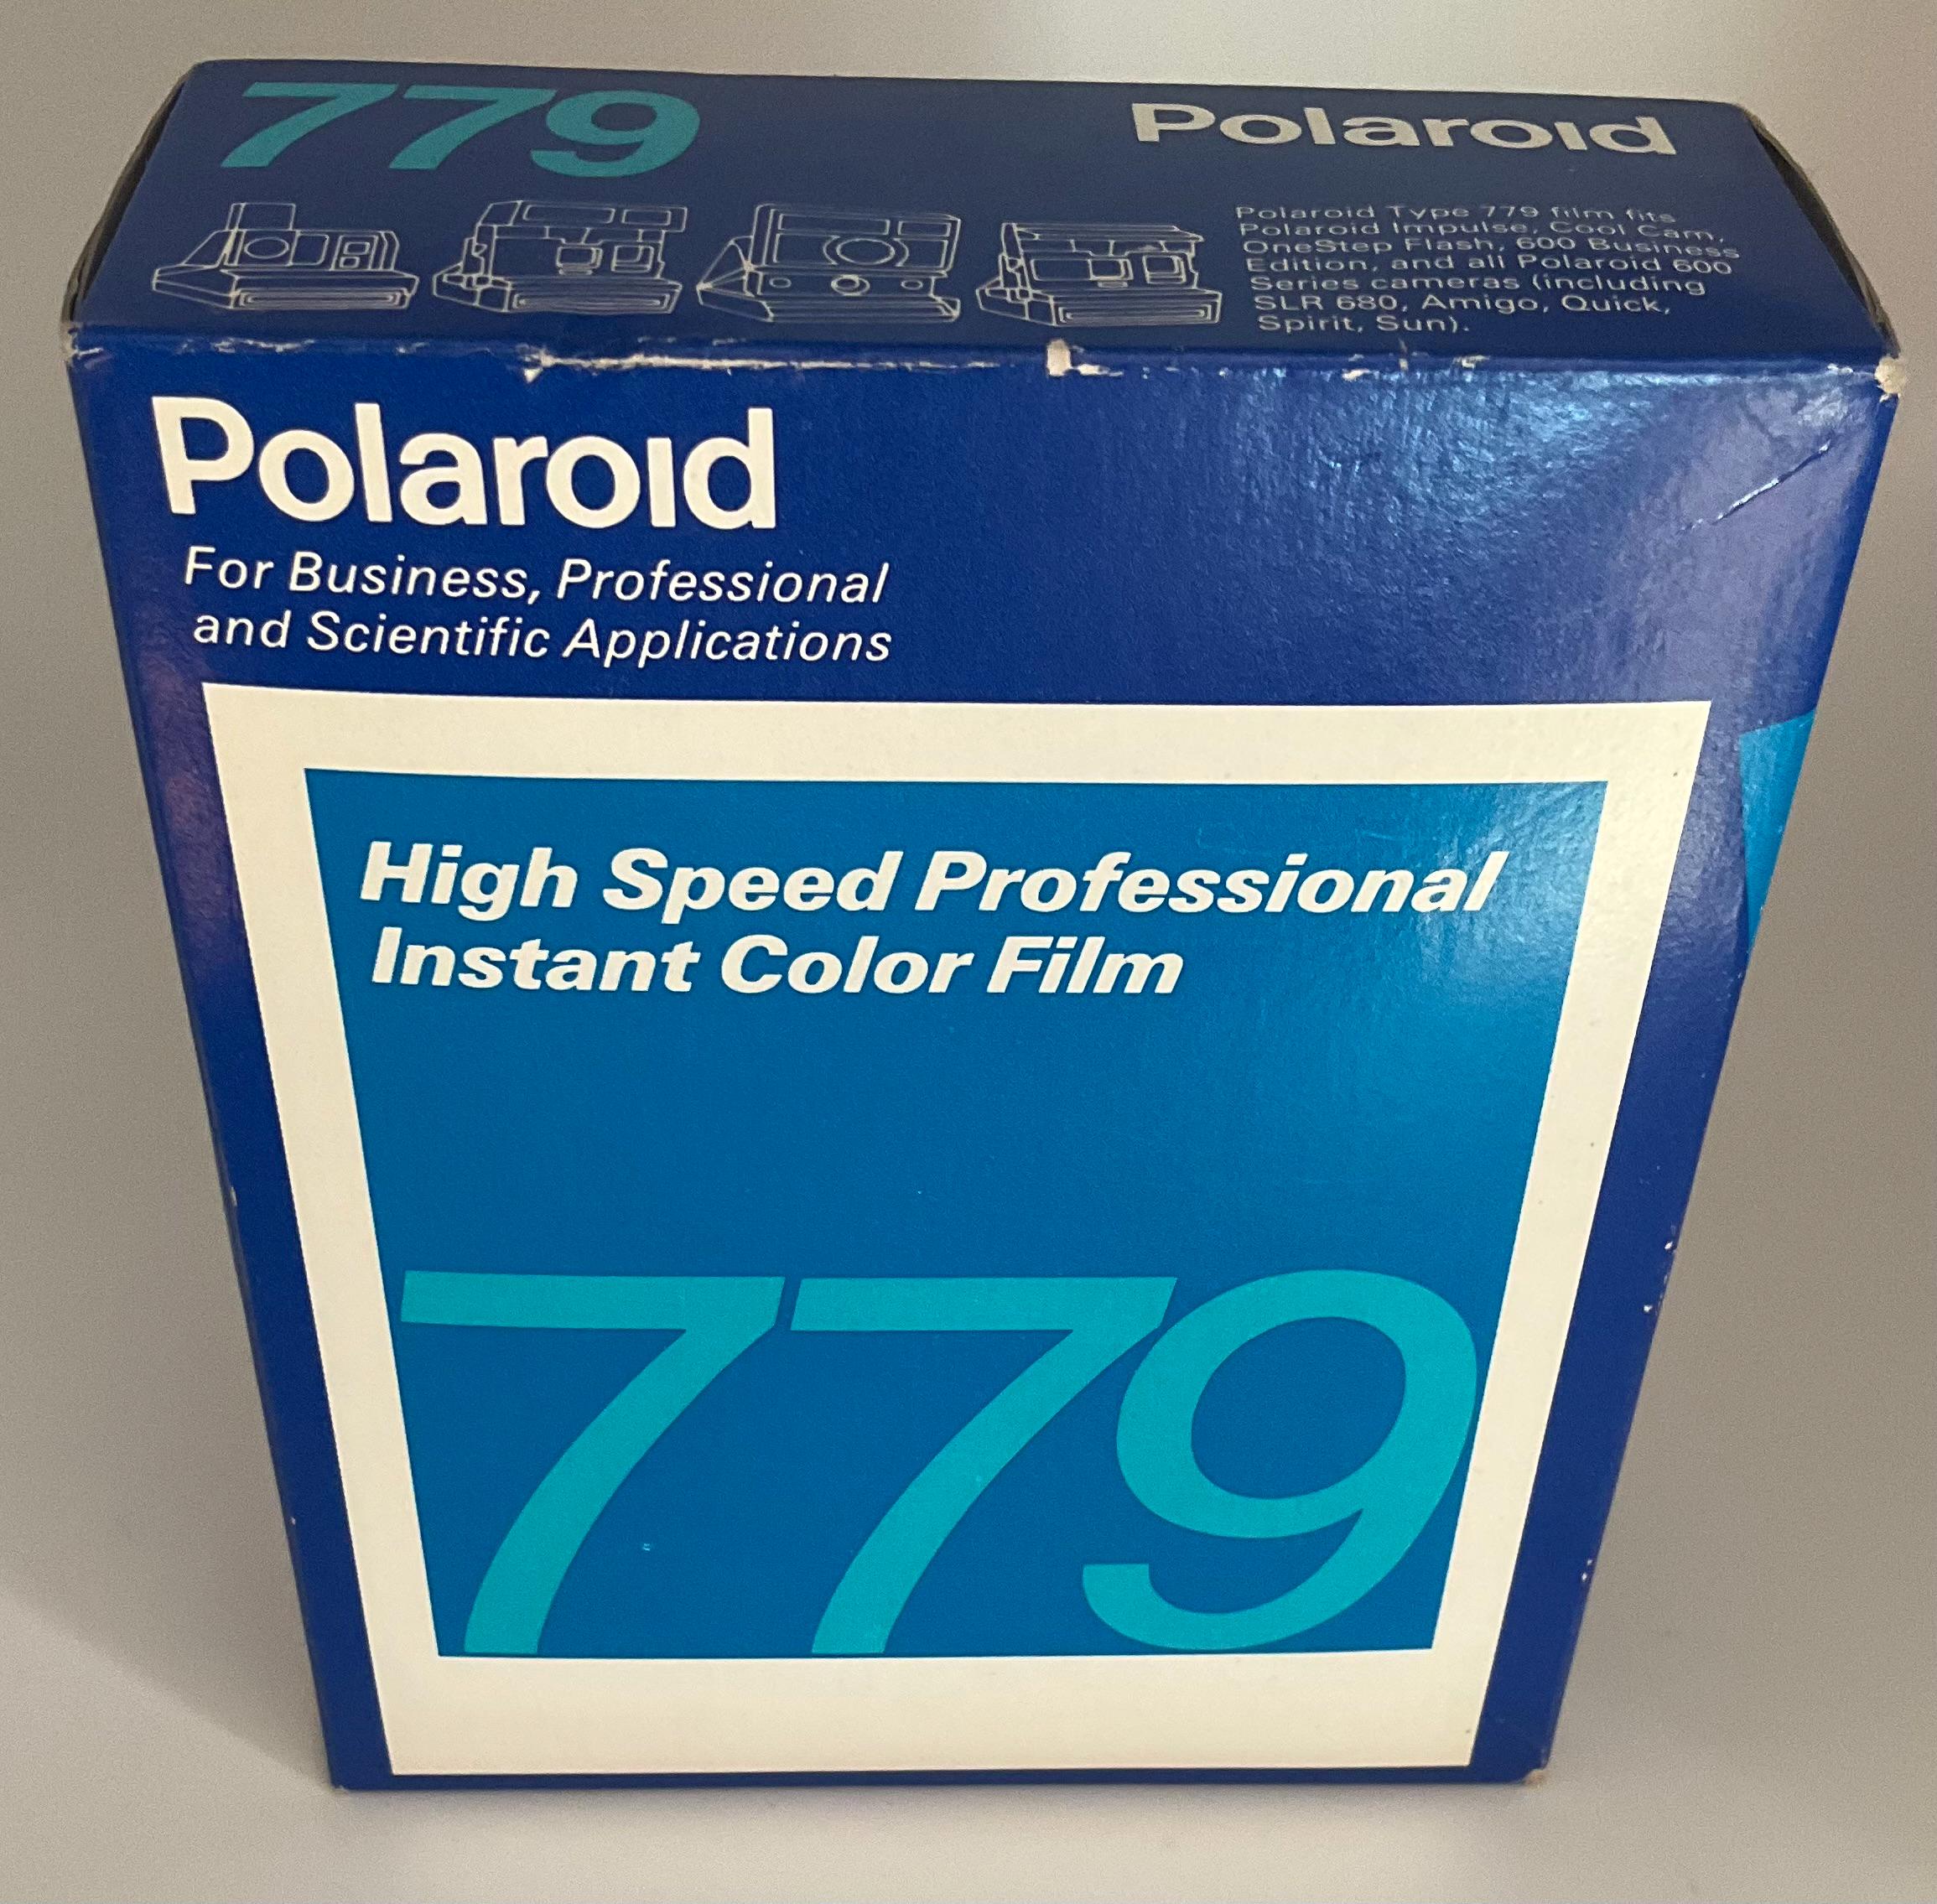 779
Polaroid
Polaroid Type 779 film fits
Polaroid Impulse, Cool Cam,
OneStep Flash, 600 Business
Edition, and all Polaroid 600
Series cameras (including
SLR 680, Amigo, Quick,
Spirit, Sun).
Polaroid
For Business, Professional
and Scientific Applications
High Speed Professional
Instant Color Film
779